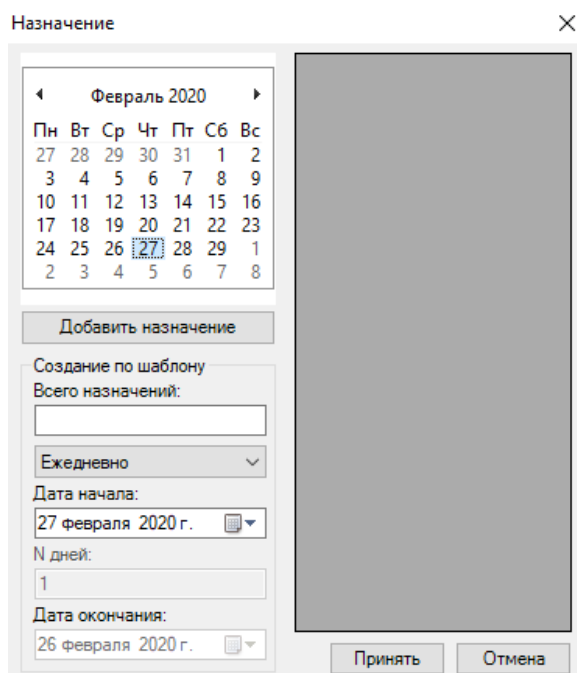 Назначение
Февраль 2020
Пн Вт Ср Чт Пт Сб Вс
27 28 29 30 31 1 2
3 4 5 6 7 8 9
10 11 12 13 14 15 16
17 18 19 20 21 22 23
24 25 26 27 28 29 1
2 3 4 5 6 7 8
Добавить назначение
Создание по шаблону
Всего назначений:
Ежедневно
Дата начала:
27 февраля 2020 г.
N дней:
1
Дата окончания:
26 февраля 2020 г.
Принять Отмена